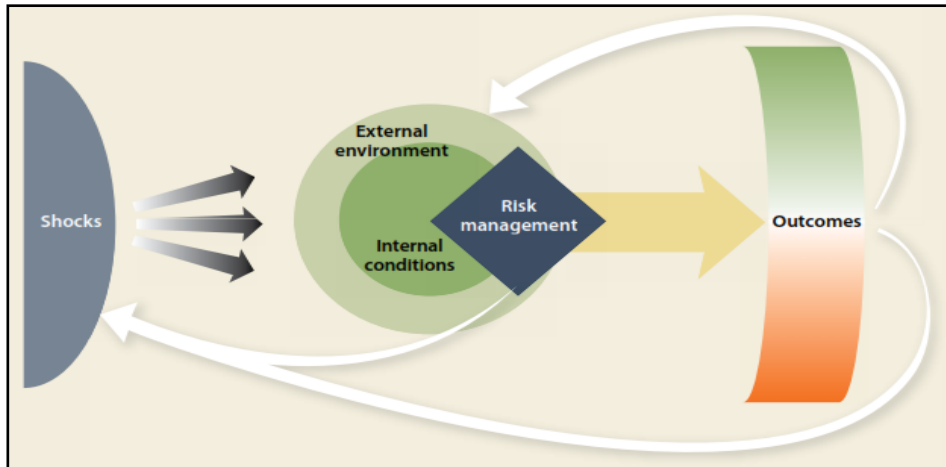 External
environment
Shocks
Risk
management
Internal
conditions
Outcomes